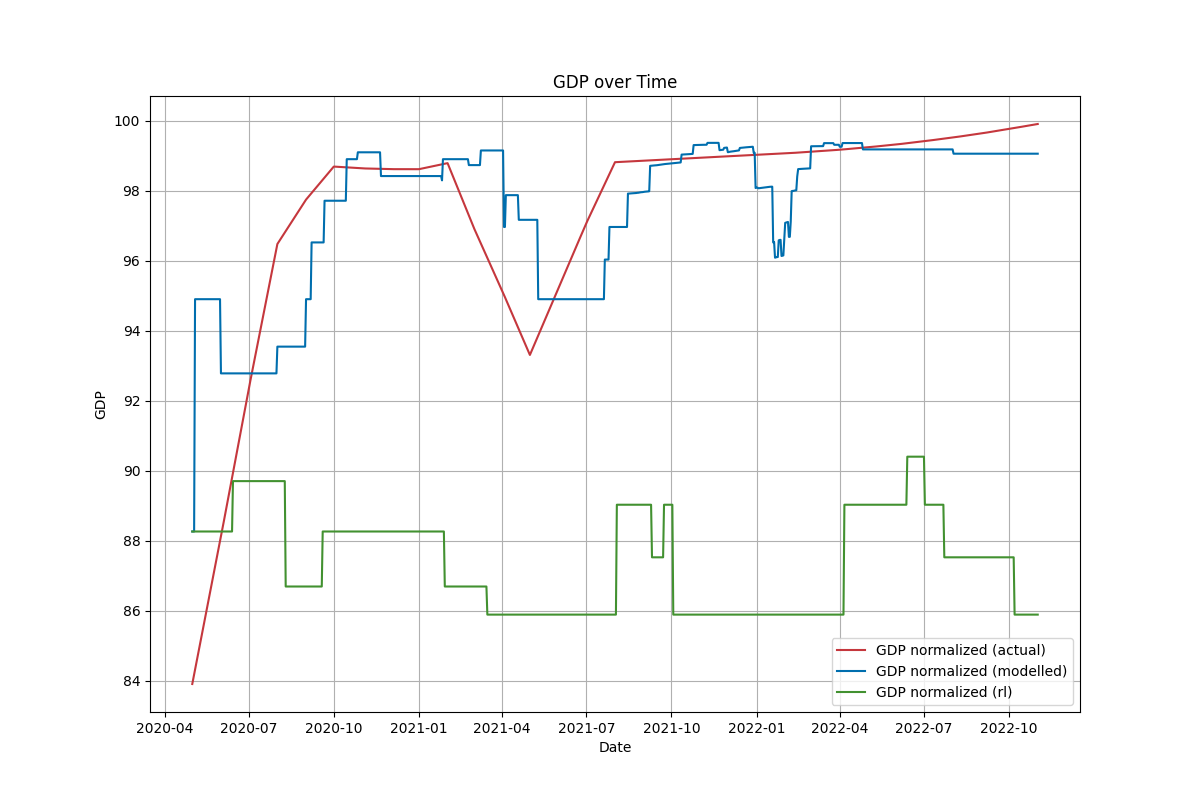 GDP over Time
100
98
96
94
92
90
88
86
84
GDP
2020-04 2020-07 2020-10 2021-01 2021-04 2021-07 2021-10 2022-01 2022-04 2022-07 2022-10
Date
GDP normalized (actual)
GDP normalized (modelled)
GDP normalized (rl)